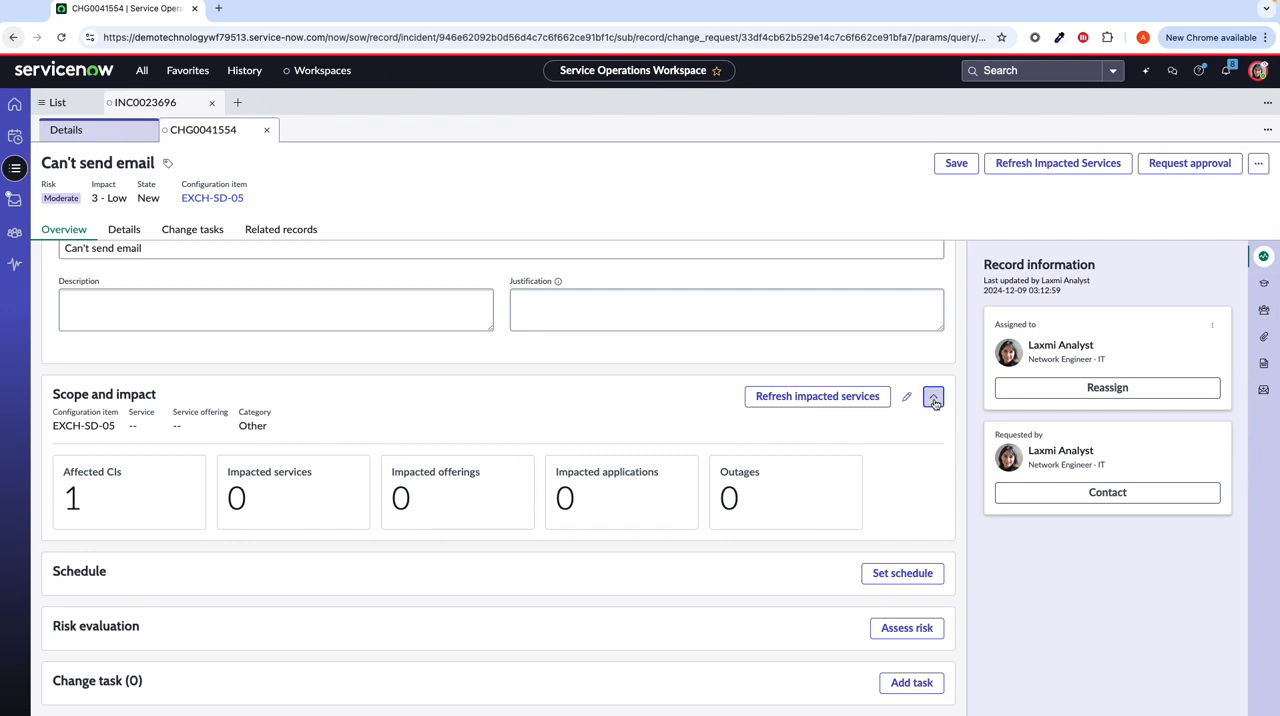 CHG0041554 | Service Opera
https://demotechnologywf79513.service-now.com/now/sow/record/incident/946e62092b0d56d4c7c6f662ce91bf1c/sub/record/change_request/33df4cb62b529e14c7c6f662ce91bfa7/params/query/...
A
New Chrome available
servicenow
All
Favorites
History
Workspaces
Service Operations Workspace
Search
8
List
INC0023696
Details
CHG0041554
Can't send email
Save
Refresh Impacted Services
Request approval
Risk
Impact
State
Configuration item
Moderate
3 - Low
New
EXCH-SD-05
Overview
Details
Change tasks
Related records
Can't send email
Description
Justification
Scope and impact
Refresh impacted services
Configuration item
Service
Service offering
Category
EXCH-SD-05
--
--
Other
Affected CIs
Impacted services
Impacted offerings
Impacted applications
Outages
1
0
0
0
0
Schedule
Set schedule
Risk evaluation
Assess risk
Change task (0)
Add task
Record information
Last updated by Laxmi Analyst
2024-12-09 03:12:59
Assigned to
Laxmi Analyst
Network Engineer · IT
Reassign
Requested by
Laxmi Analyst
Network Engineer · IT
Contact